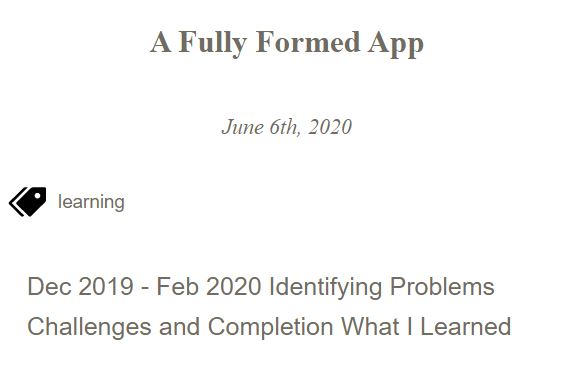 A Fully Formed App
June 6th, 2020
learning
Dec 2019 - Feb 2020 Identifying Problems
Challenges and Completion What I Learned